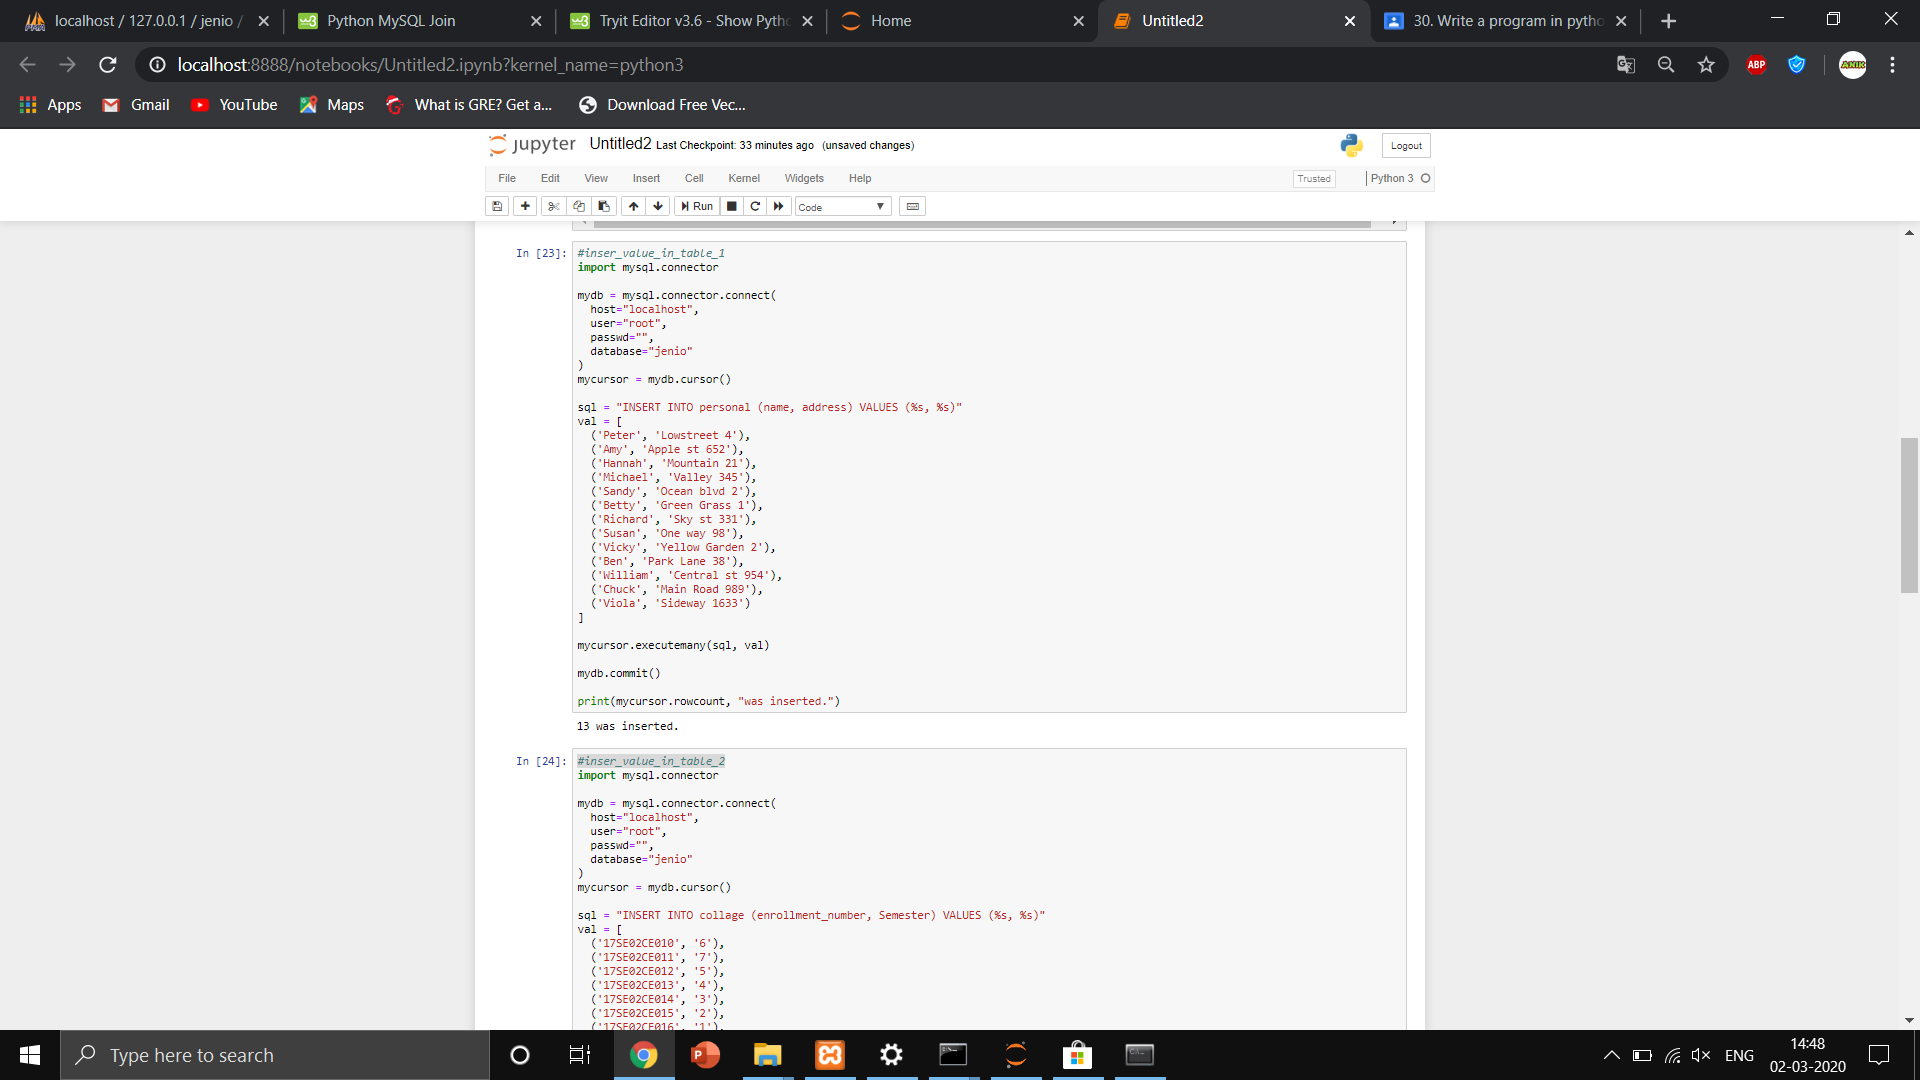 localhost / 127.0.0.1 / jenio /
Python MySQL Join
Tryit Editor v3.6 - Show Pytho
Home
Untitled2
30. Write a program in pytho
localhost:8888/notebooks/Untitled2.ipynb?kernel_name=python3
ABP
ANIK
Apps
Gmail
YouTube
Maps
What is GRE? Get a...
Download Free Vec...
jupyter
Untitled2 Last Checkpoint: 33 minutes ago (unsaved changes)
Logout
File Edit View Insert Cell Kernel Widgets Help
Trusted
Python 3
Run
Code
In [23]:
#inser_value_in_table_1
import mysql.connector
mydb = mysql.connector.connect(
host="localhost",
user="root",
passwd="",
database="jenio"
)
mycursor = mydb.cursor()
sql = "INSERT INTO personal (name, address) VALUES (%s, %s)"
val = [
('Peter', 'Lowstreet 4'),
('Amy', 'Apple st 652'),
('Hannah', 'Mountain 21'),
('Michael', 'Valley 345'),
('Sandy', 'Ocean blvd 2'),
('Betty', 'Green Grass 1'),
('Richard', 'Sky st 331'),
('Susan', 'One way 98'),
('Vicky', 'Yellow Garden 2'),
('Ben', 'Park Lane 38'),
('William', 'Central st 954'),
('Chuck', 'Main Road 989'),
('Viola', 'Sideway 1633')
]
mycursor.executemany(sql, val)
mydb.commit()
print(mycursor.rowcount, "was inserted.")
13 was inserted.
In [24]:
#inser_value_in_table_2
import mysql.connector
mydb = mysql.connector.connect(
host="localhost",
user="root",
passwd="",
database="jenio"
)
mycursor = mydb.cursor()
sql = "INSERT INTO collage (enrollment_number, Semester) VALUES (%s, %s)"
val = [
('17SE02CE010', '6'),
('17SE02CE011', '7'),
('17SE02CE012', '5'),
('17SE02CE013', '4'),
('17SE02CE014', '3'),
('17SE02CE015', '2'),
('17SE02CE016', '1'),
Type here to search
ENG
14:48
02-03-2020